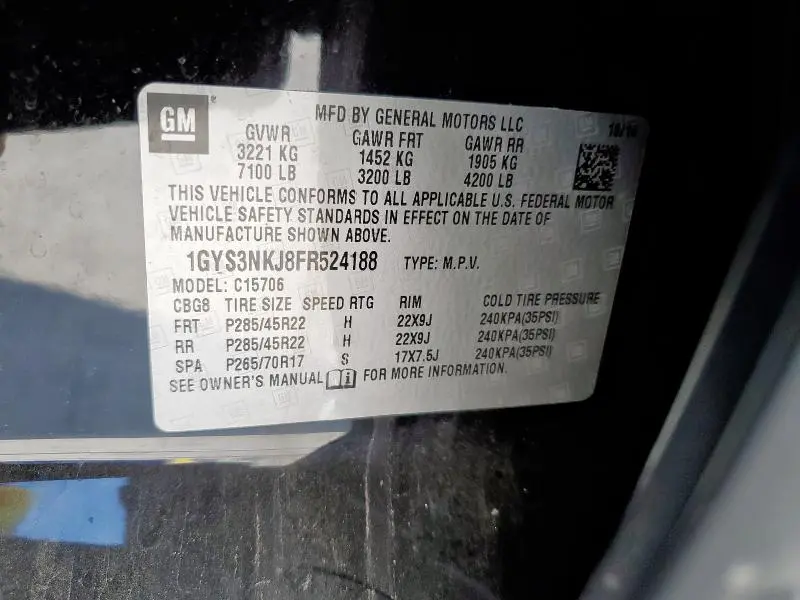 GM
MFD BY GENERAL MOTORS LLC
GVWR GAWR FRT GAWR RR
3221 KG 1452 KG 1905 KG
7100 LB 3200 LB 4200 LB
THIS VEHICLE CONFORMS TO ALL APPLICABLE U.S. FEDERAL MOTOR
VEHICLE SAFETY STANDARDS IN EFFECT ON THE DATE OF
MANUFACTURE SHOWN ABOVE.
1GYS3NKJ8FR524188 TYPE: M.P.V.
MODEL: C15706
CBG8 TIRE SIZE SPEED RTG RIM COLD TIRE PRESSURE
FRT P285/45R22 H 22X9J 240KPA(35PSI)
RR P285/45R22 H 22X9J 240KPA(35PSI)
SPA P265/70R17 S 17X7.5J 240KPA(35PSI)
SEE OWNER'S MANUAL FOR MORE INFORMATION.